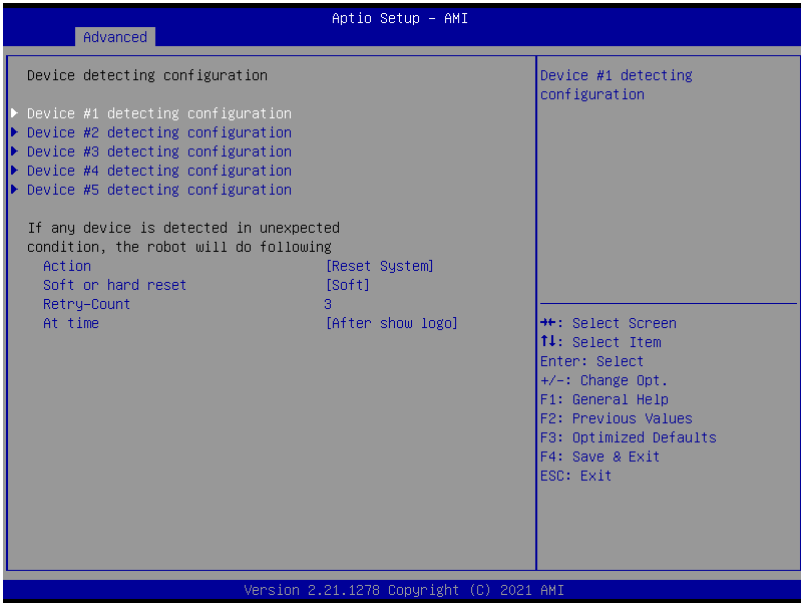 Aptio Setup – AMI
Advanced
Device detecting configuration
Device #1 detecting configuration
Device #2 detecting configuration
Device #3 detecting configuration
Device #4 detecting configuration
Device #5 detecting configuration
If any device is detected in unexpected
condition, the robot will do following
Action [Reset System]
Soft or hard reset [Soft]
Retry-Count 3
At time [After show logo]
Device #1 detecting
configuration
→←: Select Screen
↑↓: Select Item
Enter: Select
+/-: Change Opt.
F1: General Help
F2: Previous Values
F3: Optimized Defaults
F4: Save & Exit
ESC: Exit
Version 2.21.1278 Copyright (C) 2021 AMI